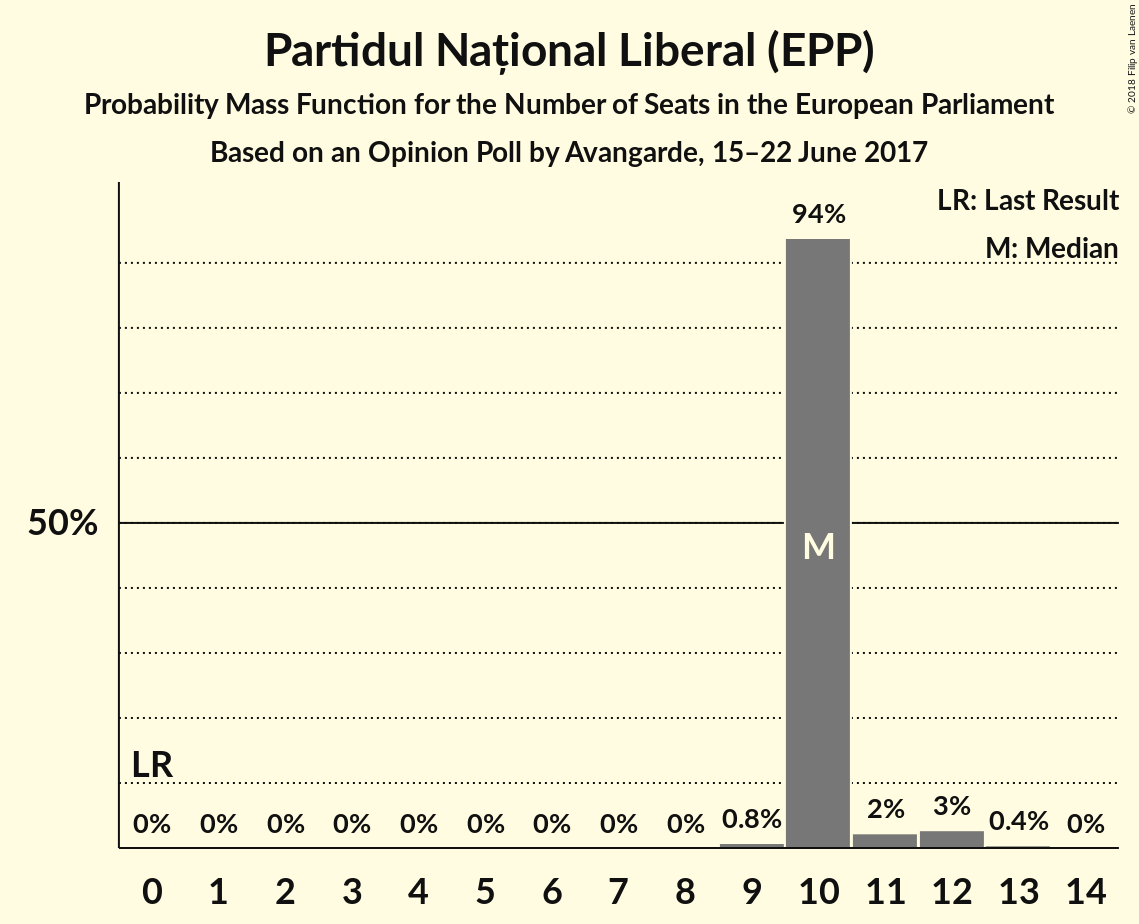 Partidul Național Liberal (EPP)
Probability Mass Function for the Number of Seats in the European Parliament
Based on an Opinion Poll by Avangarde, 15–22 June 2017
© 2018 Filip van Laenen
LR: Last Result
M: Median
94%
50%
M
LR
0% 0% 0% 0% 0% 0% 0% 0% 0% 0.8% 2% 3% 0.4% 0%
0 1 2 3 4 5 6 7 8 9 10 11 12 13 14